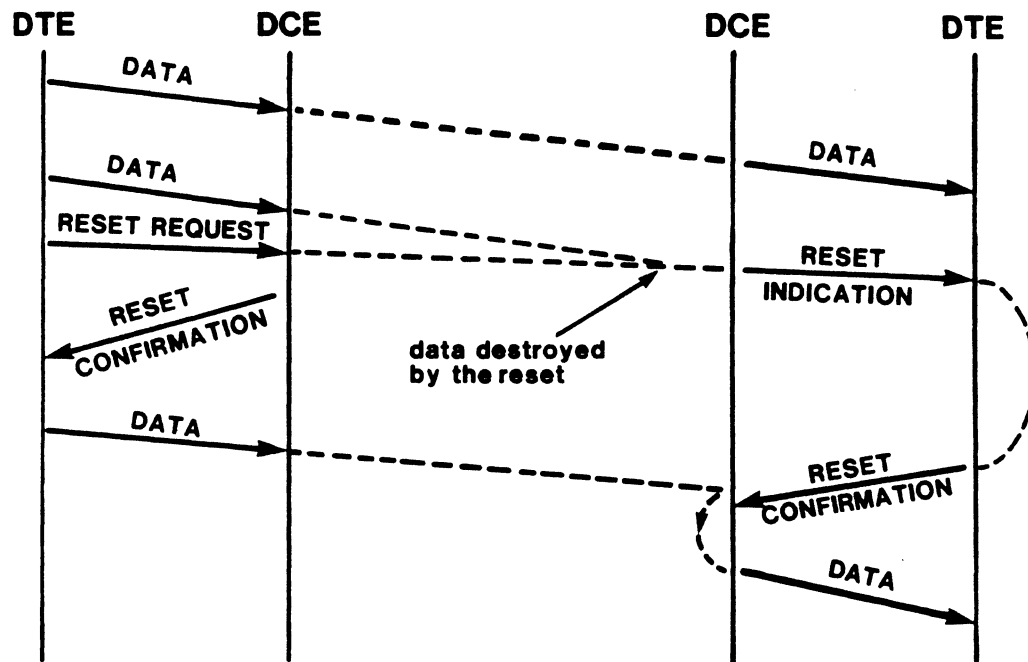 DTE
DCE
DCE
DTE
DATA
DATA
DATA
RESET REQUEST
RESET
INDICATION
RESET
CONFIRMATION
data destroyed
by the reset
DATA
RESET
CONFIRMATION
DATA